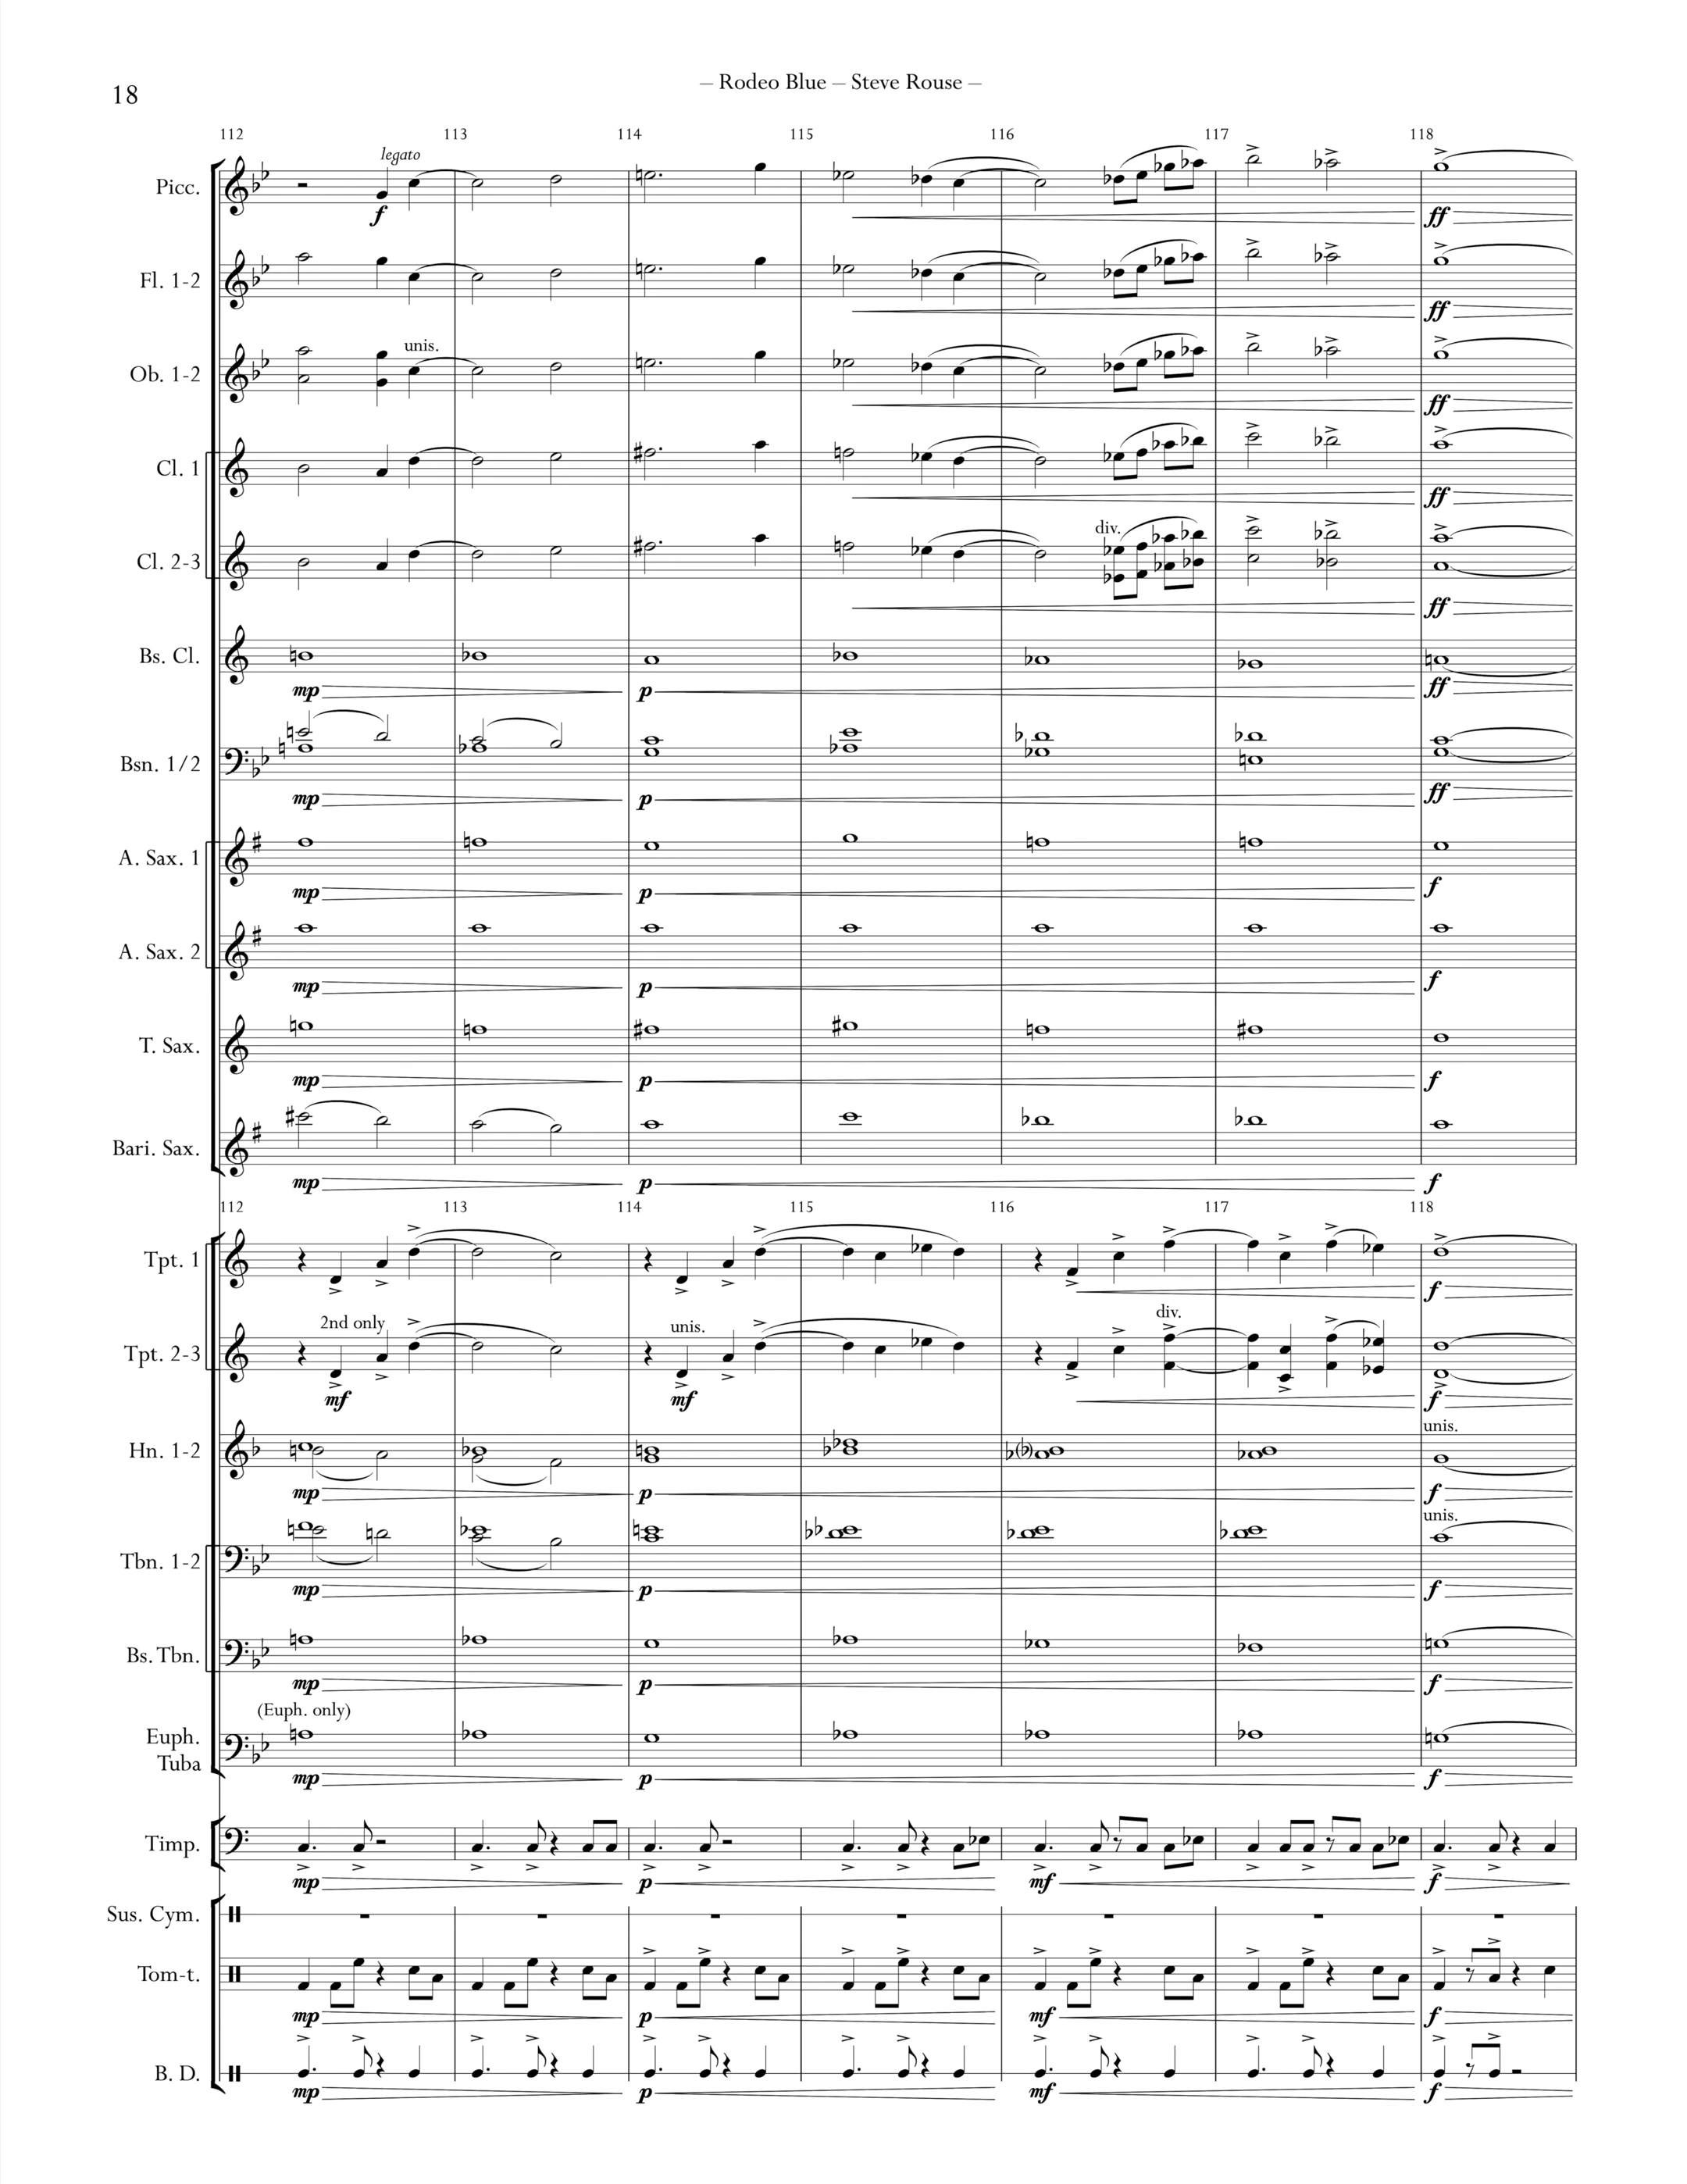 – Rodeo Blue – Steve Rouse –
18
112 113 114 115 116 117 118
legato
Picc.
f ff
Fl. 1-2
ff
unis.
Ob. 1-2
ff
Cl. 1
ff
div.
Cl. 2-3
ff
Bs. Cl.
mp p ff
Bsn. 1/2
mp p ff
A. Sax. 1
mp p f
A. Sax. 2
mp p f
T. Sax.
mp p f
Bari. Sax.
mp p f
112 113 114 115 116 117 118
Tpt. 1
f
2nd only unis. div.
Tpt. 2-3
mf mf f
unis.
Hn. 1-2
mp p f
unis.
Tbn. 1-2
mp p f
Bs. Tbn.
mp p f
(Euph. only)
Euph.
Tuba
mp p f
Timp.
mp p mf f
Sus. Cym.
Tom-t.
mp p mf f
B. D.
mp p mf f